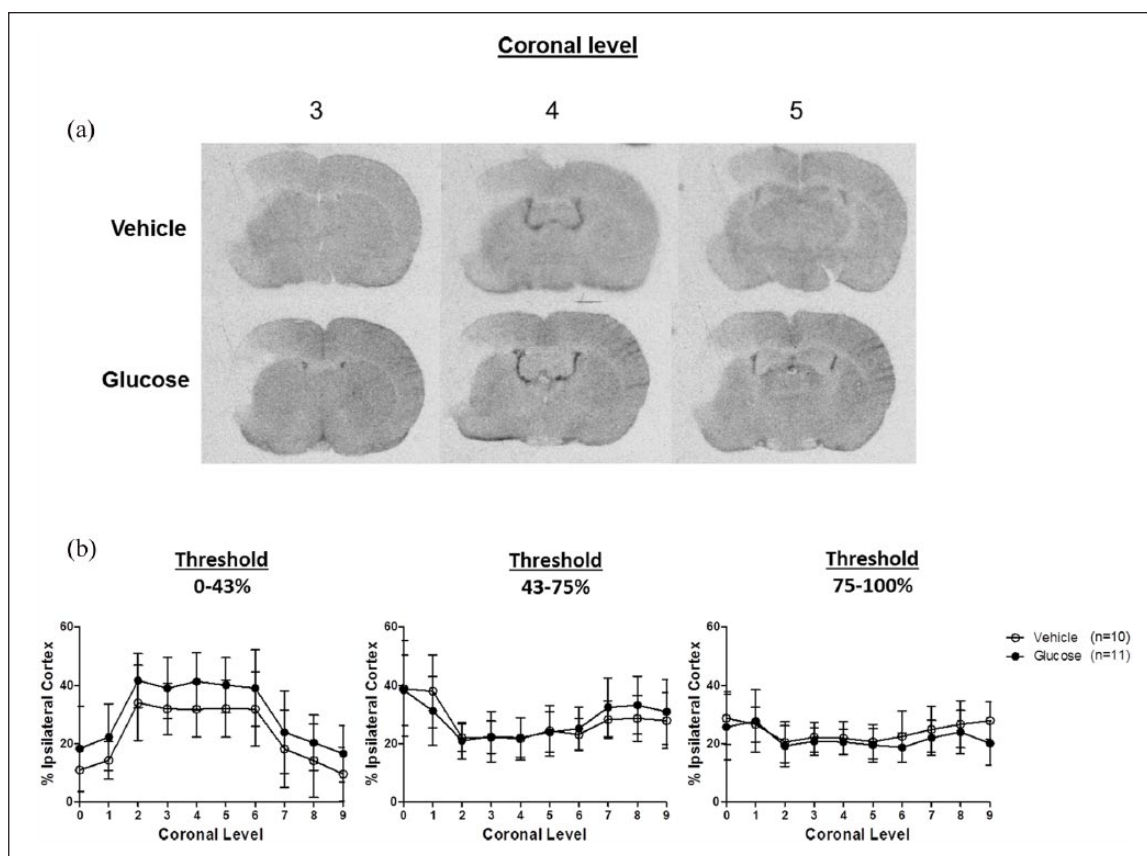 Coronal level
3 4 5
(a)
Vehicle
Glucose
(b)
Threshold
0-43%
Threshold
43-75%
Threshold
75-100%
% Ipsilateral Cortex
60
40
20
0
0 1 2 3 4 5 6 7 8 9
Coronal Level
% Ipsilateral Cortex
60
40
20
0
0 1 2 3 4 5 6 7 8 9
Coronal Level
% Ipsilateral Cortex
60
40
20
0
0 1 2 3 4 5 6 7 8 9
Coronal Level
Vehicle (n=10)
Glucose (n=11)